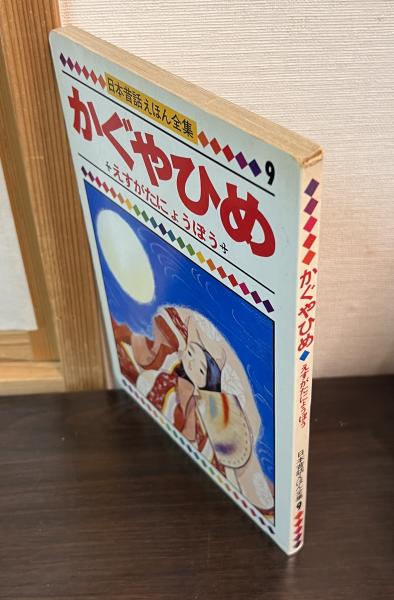 日本昔話えほん全集
9
かぐやひめ
+えすがたにょうぼう+
かぐやひめ◆
えすがたにょうぼう
日本昔話えほん全集9